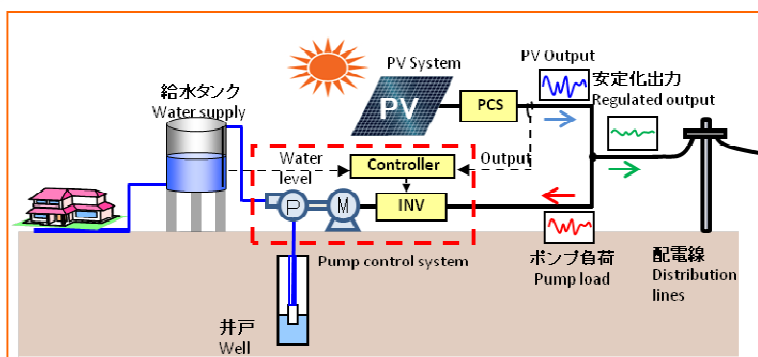 PV Output
PV System
安定化出力
Regulated output
給水タンク
Water supply
PV
PCS
Water
level
Controller
Output
P
M
INV
Pump control system
ポンプ負荷
Pump load
配電線
Distribution
lines
井戸
Well